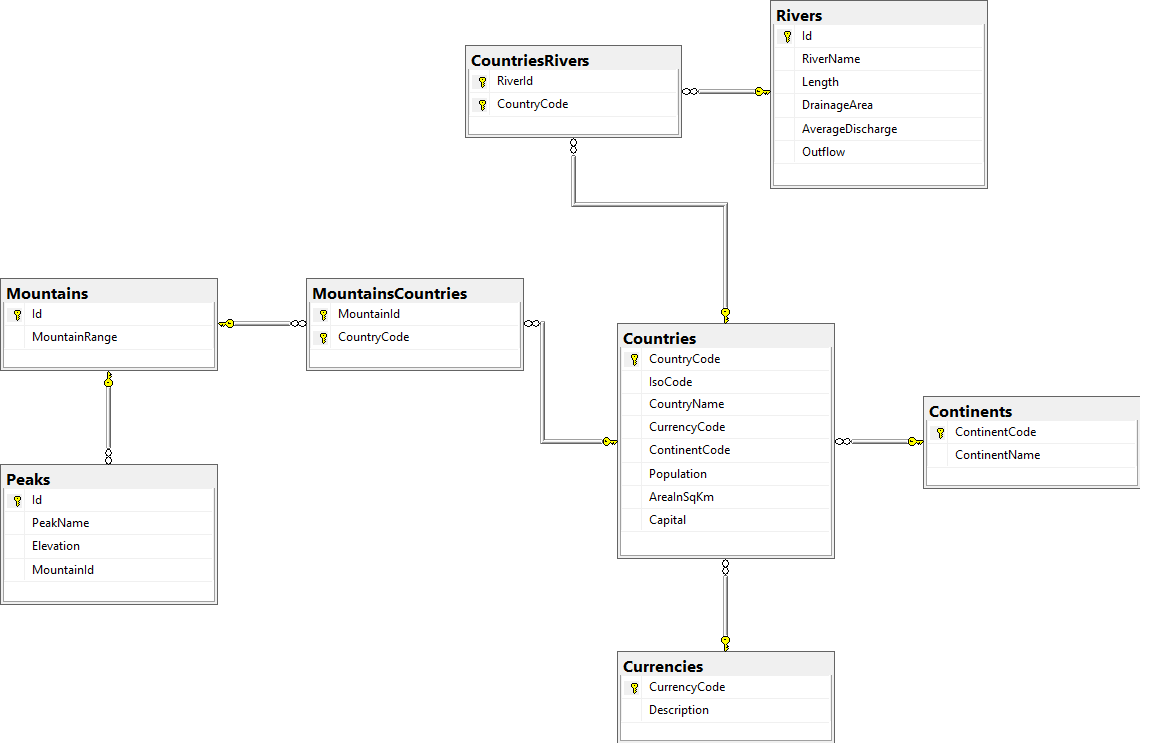 Rivers
Id
RiverName
Length
DrainageArea
AverageDischarge
Outflow
CountriesRivers
RiverId
CountryCode
Mountains
Id
MountainRange
MountainsCountries
MountainId
CountryCode
Countries
CountryCode
IsoCode
CountryName
CurrencyCode
ContinentCode
Population
AreaInSqKm
Capital
Continents
ContinentCode
ContinentName
Peaks
Id
PeakName
Elevation
MountainId
Currencies
CurrencyCode
Description